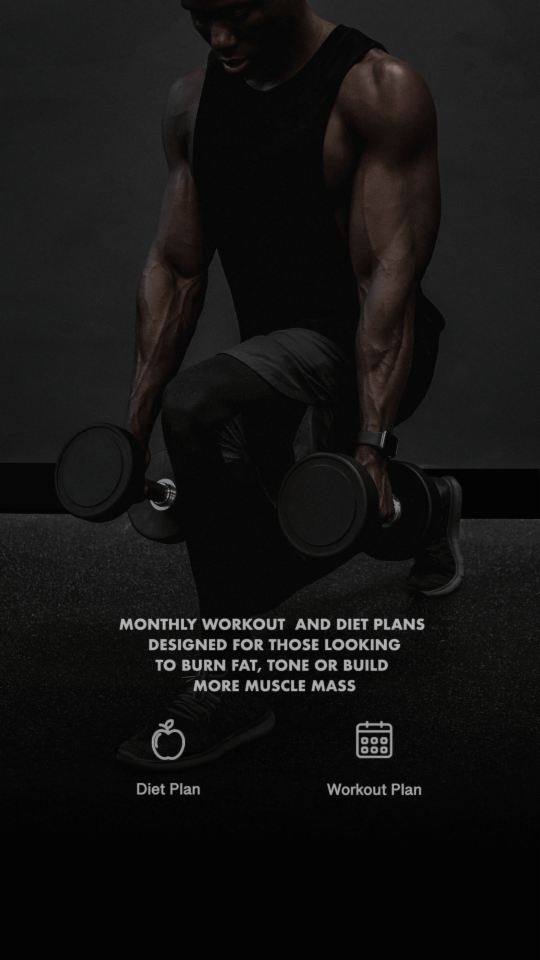 MONTHLY WORKOUT  AND DIET PLANS
DESIGNED FOR THOSE LOOKING
TO BURN FAT, TONE OR BUILD
MORE MUSCLE MASS
Diet Plan
Workout Plan